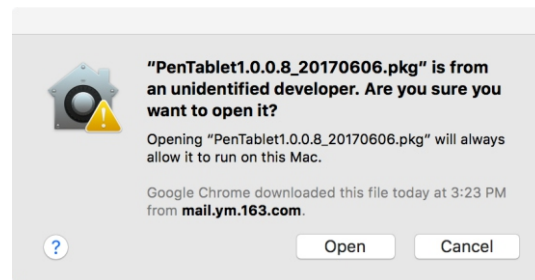 “PenTablet1.0.0.8_20170606.pkg” is from
an unidentified developer. Are you sure you
want to open it?
Opening “PenTablet1.0.0.8_20170606.pkg” will always
allow it to run on this Mac.
Google Chrome downloaded this file today at 3:23 PM
from mail.ym.163.com.
?
Open
Cancel